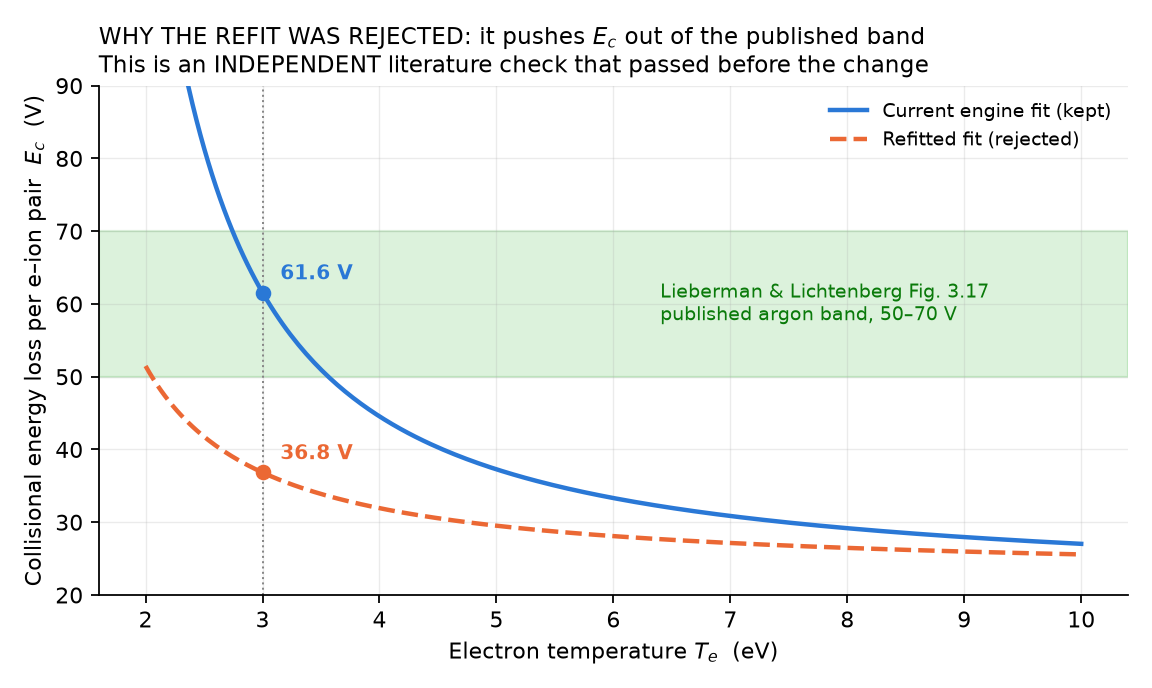 WHY THE REFIT WAS REJECTED: it pushes E_c out of the published band
This is an INDEPENDENT literature check that passed before the change
Collisional energy loss per e–ion pair E_c (V)
90
80
70
60
50
40
30
20
Current engine fit (kept)
Refitted fit (rejected)
61.6 V
Lieberman & Lichtenberg Fig. 3.17
published argon band, 50–70 V
36.8 V
2
3
4
5
6
7
8
9
10
Electron temperature T_e (eV)